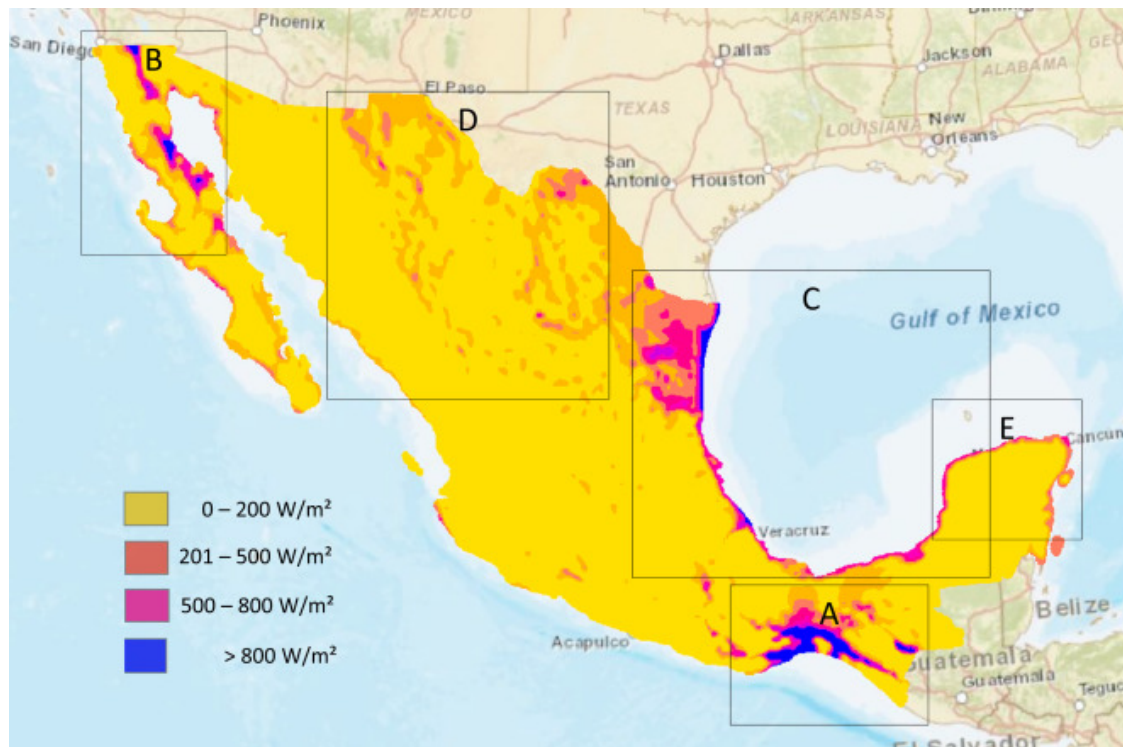 Phoenix
MEXICO
ARKANSAS
San Diego
B
Dallas
Jackson
ALABAMA
El Paso
D
TEXAS
LOUISIANA
New
Orleans
San
Antonio
Houston
C
Gulf of Mexico
E
Cancun
0 – 200 W/m²
201 – 500 W/m²
500 – 800 W/m²
> 800 W/m²
Veracruz
A
Acapulco
Belize
Guatemala
Guatemala
El Salvador